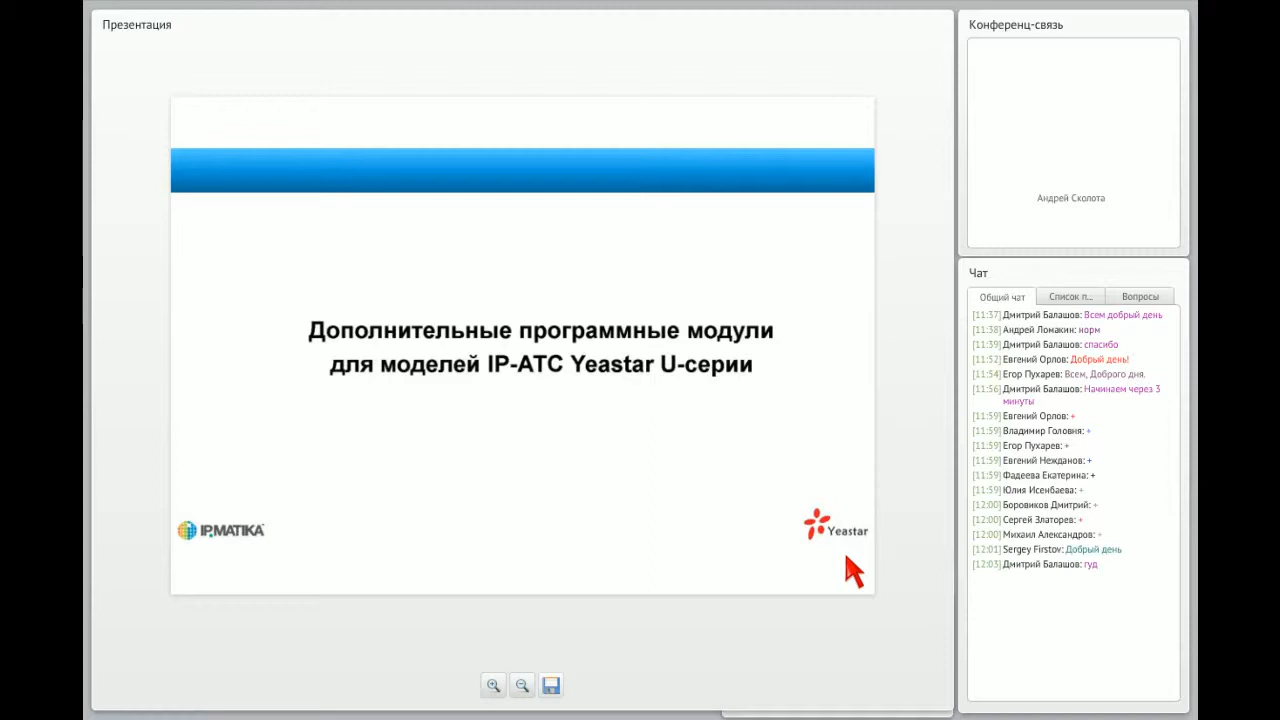 Презентация
Дополнительные программные модули
для моделей IP-АТС Yeastar U-серии
IPMATIKA
Yeastar
Конференц-связь
Андрей Сколота
Чат
Общий чат
Список п...
Вопросы
[11:37] Дмитрий Балашов: Всем добрый день
[11:38] Андрей Ломакин: норм
[11:39] Дмитрий Балашов: спасибо
[11:52] Евгений Орлов: Добрый день!
[11:54] Егор Пухарев: Всем, Доброго дня.
[11:56] Дмитрий Балашов: Начинаем через 3
минуты
[11:59] Евгений Орлов: +
[11:59] Владимир Головня: +
[11:59] Егор Пухарев: +
[11:59] Евгений Нежданов: +
[11:59] Фадеева Екатерина: +
[11:59] Юлия Исенбаева: +
[12:00] Боровиков Дмитрий: +
[12:00] Сергей Златорев: +
[12:00] Михаил Александров: +
[12:01] Sergey Firstov: Добрый день
[12:03] Дмитрий Балашов: гуд